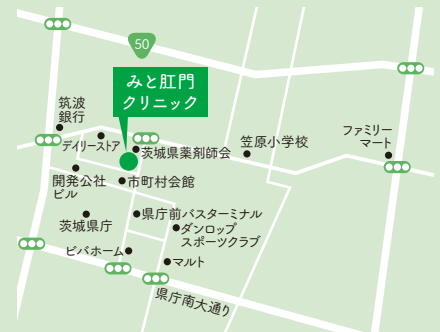 50
みと肛門
クリニック
筑波
銀行
デイリーストア
茨城県薬剤師会
笠原小学校
ファミリー
マート
開発公社
ビル
市町村会館
茨城県庁
県庁前バスターミナル
ダンロップ
スポーツクラブ
ビバホーム
マルト
県庁南大通り